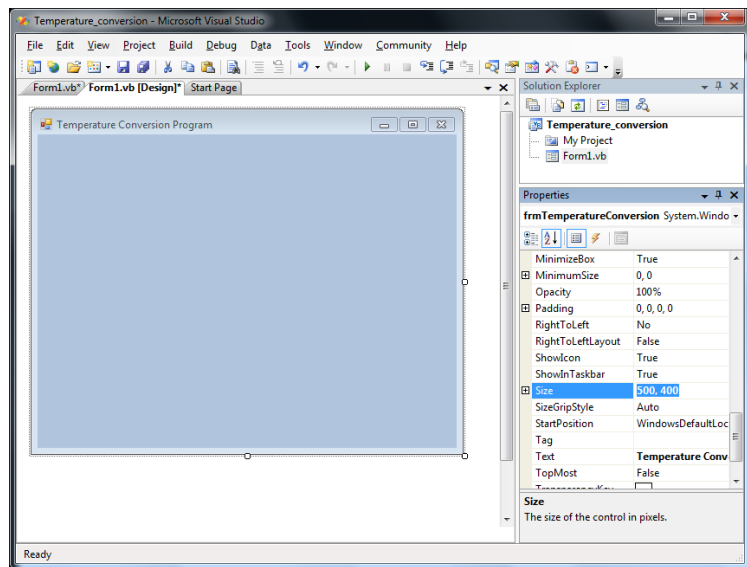 Temperature_conversion - Microsoft Visual Studio
File Edit View Project Build Debug Data Tools Window Community Help
Form1.vb* Form1.vb [Design]* Start Page
Temperature Conversion Program
Solution Explorer
Temperature_conversion
My Project
Form1.vb
Properties
frmTemperatureConversion System.Windo
MinimizeBox True
MinimumSize 0, 0
Opacity 100%
Padding 0, 0, 0, 0
RightToLeft No
RightToLeftLayout False
ShowIcon True
ShowInTaskbar True
Size 500, 400
SizeGripStyle Auto
StartPosition WindowsDefaultLoc
Tag
Text Temperature Conv
TopMost False
Size
The size of the control in pixels.
Ready